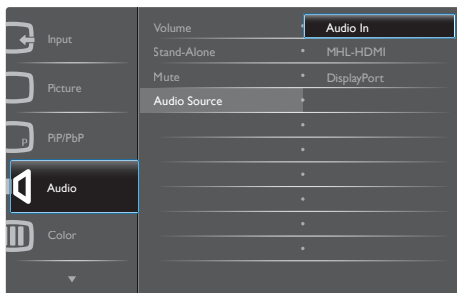 Input
Picture
P
PiP/PbP
Audio
Color
Volume
Stand-Alone
Mute
Audio Source
Audio In
MHL-HDMI
DisplayPort